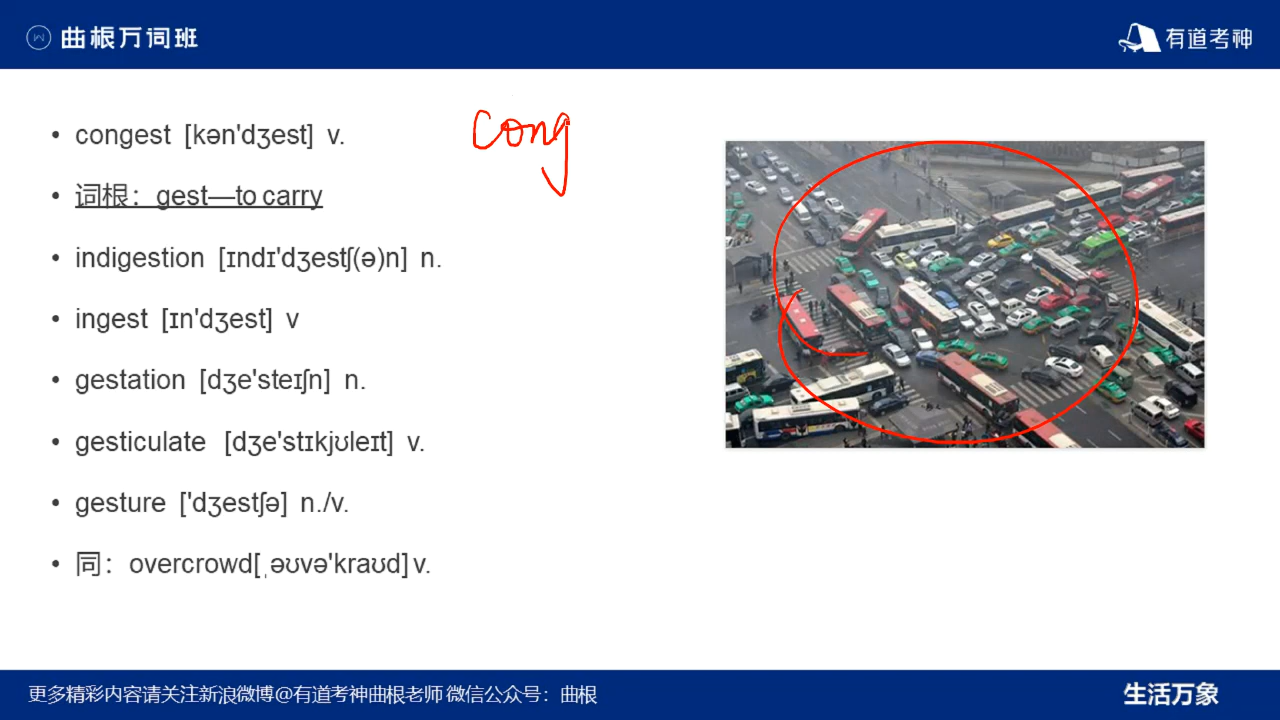 曲根万词班
有道考神
congest [kən'dʒest] v.
cong
词根：gest—to carry
indigestion [ɪndɪ'dʒestʃ(ə)n] n.
ingest [ɪn'dʒest] v
gestation [dʒe'steɪʃn] n.
gesticulate [dʒe'stɪkjʊleɪt] v.
gesture ['dʒestʃə] n./v.
同：overcrowd[ˌəʊvə'kraʊd] v.
更多精彩内容请关注新浪微博@有道考神曲根老师 微信公众号：曲根
生活万象